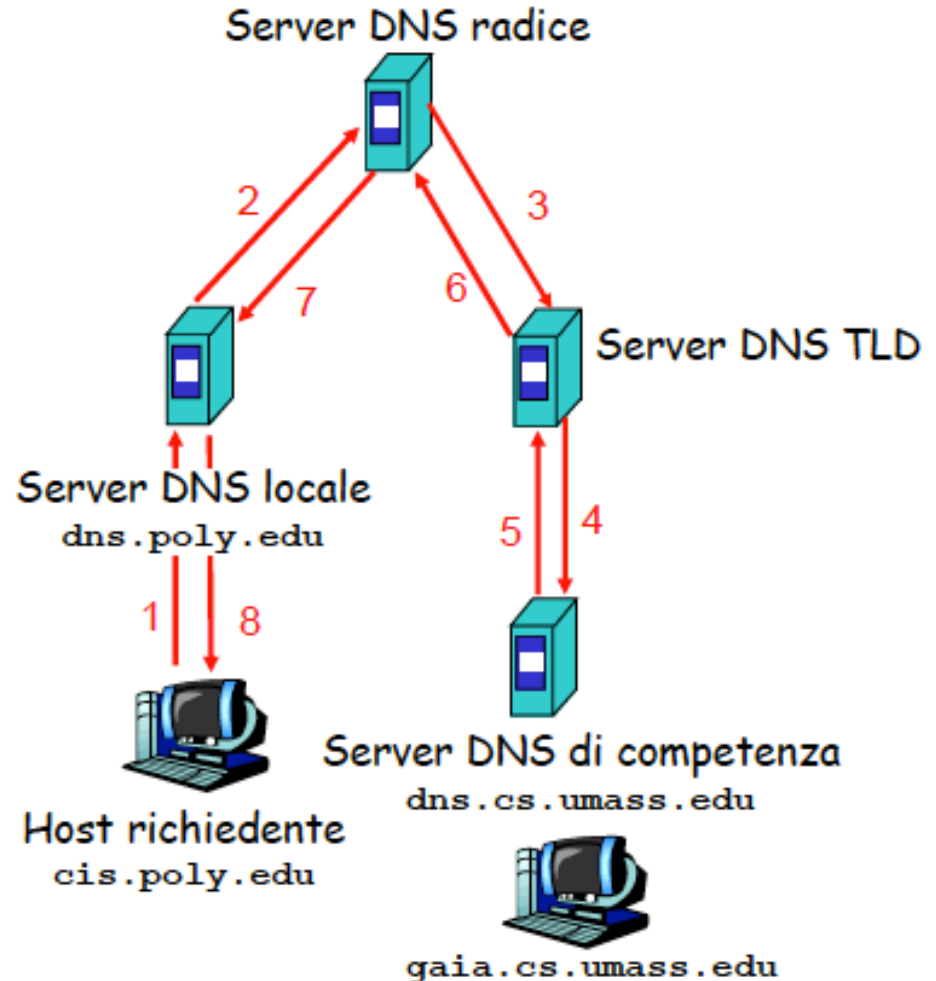 Server DNS radice
2
3
7
6
Server DNS TLD
Server DNS locale
dns.poly.edu
5
4
1
8
Server DNS di competenza
dns.cs.umass.edu
Host richiedente
cis.poly.edu
gaia.cs.umass.edu